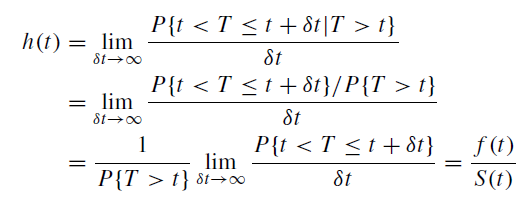 h(t) = lim_{δt→∞} P{t < T ≤ t + δt|T > t} / δt
= lim_{δt→∞} P{t < T ≤ t + δt}/P{T > t} / δt
= 1 / P{T > t} lim_{δt→∞} P{t < T ≤ t + δt} / δt = f(t) / S(t)